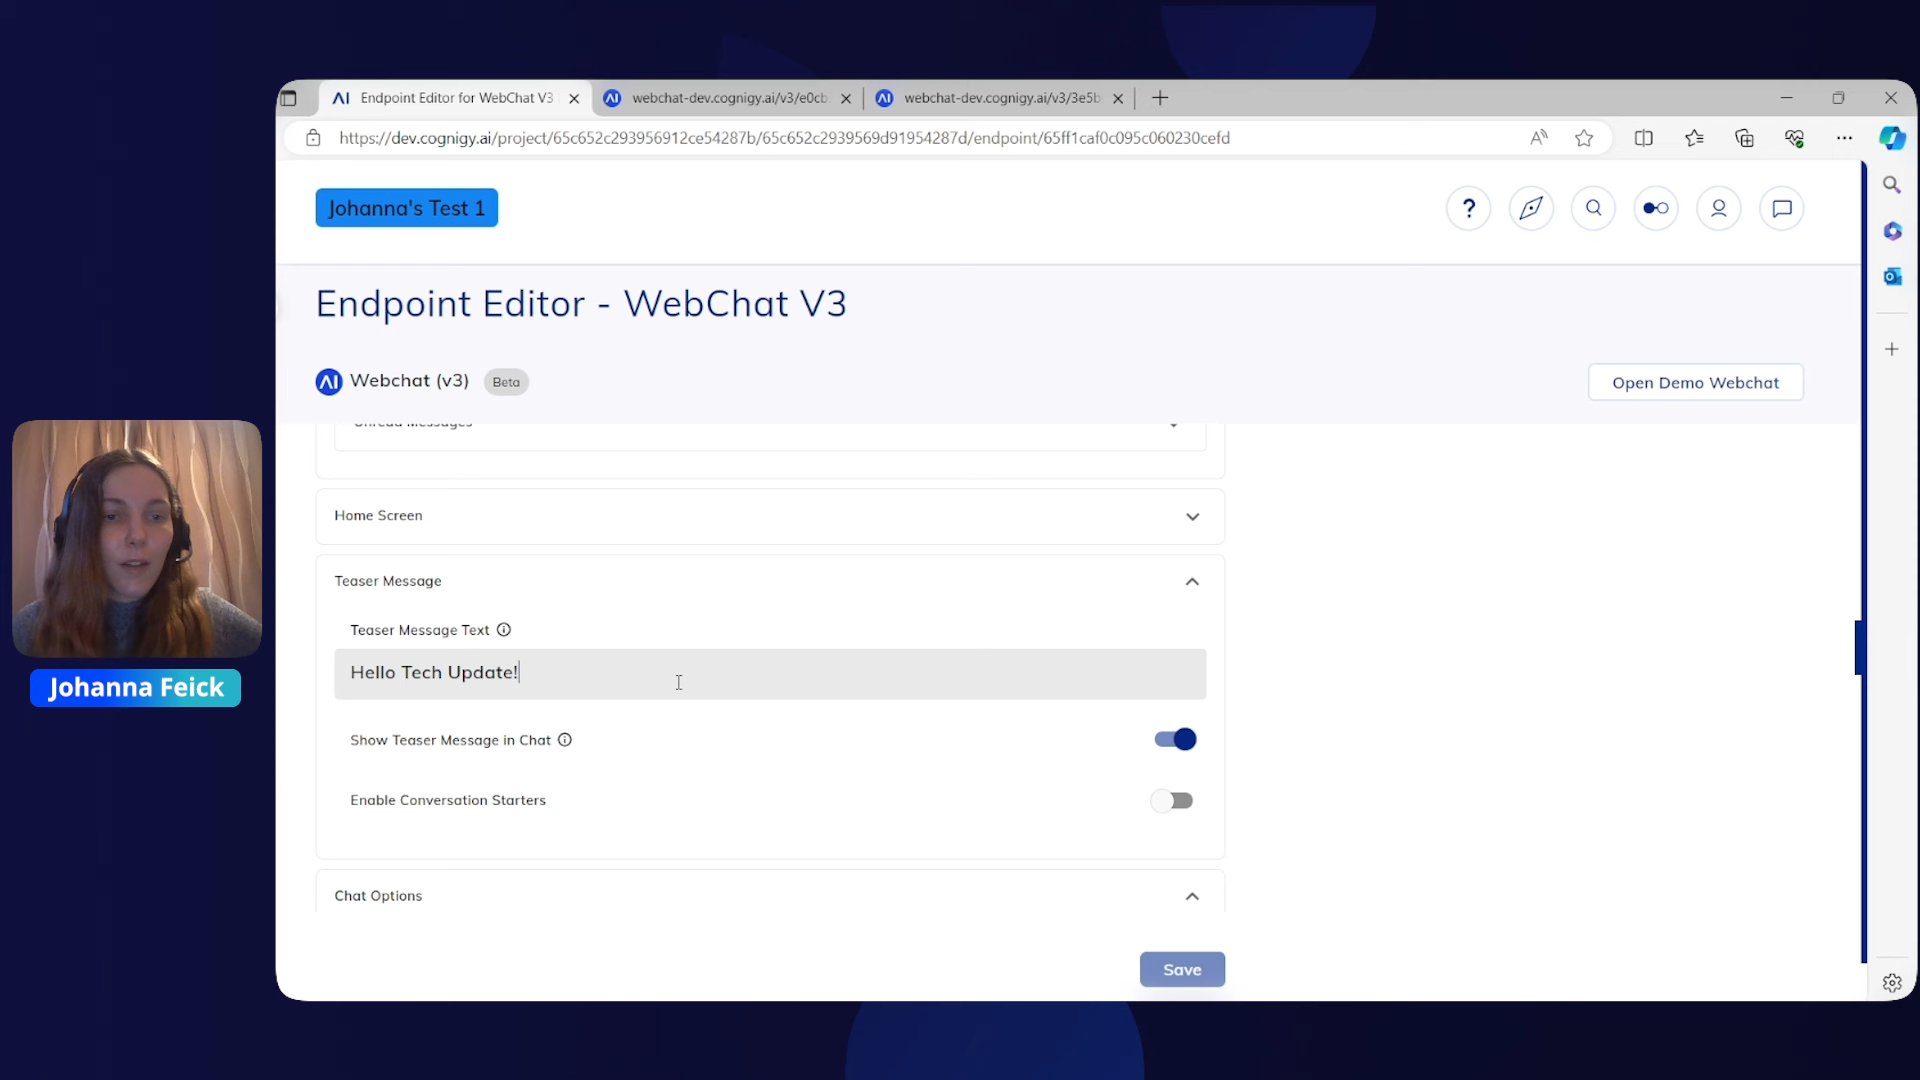 Endpoint Editor for WebChat V3
webchat-dev.cognigy.ai/v3/e0cb
webchat-dev.cognigy.ai/v3/3e5b
https://dev.cognigy.ai/project/65c652c293956912ce54287b/65c652c2939569d91954287d/endpoint/65ff1caf0c095c060230cefd
Johanna's Test 1
Endpoint Editor - WebChat V3
AI Webchat (v3) Beta
Open Demo Webchat
Unread Messages
Home Screen
Teaser Message
Teaser Message Text
Hello Tech Update!
Show Teaser Message in Chat
Enable Conversation Starters
Chat Options
Save
Johanna Feick